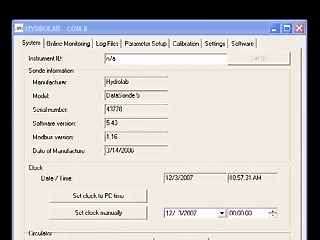 HYDROLAB - COM 8
System Online Monitoring Log Files Parameter Setup Calibration Settings Software
Instrument ID: n/a Set ID
Sonde information
Manufacturer: Hydrolab
Model: DataSonde 5
Serial number: 43778
Software version: 5.43
Modbus version: 1.16
Date of Manufacture: 3/14/2006
Clock
Date / Time: 12/3/2007 10:57:31 AM
Set clock to PC time
Set clock manually 12/ 3/2007 00:00:00
Circulator